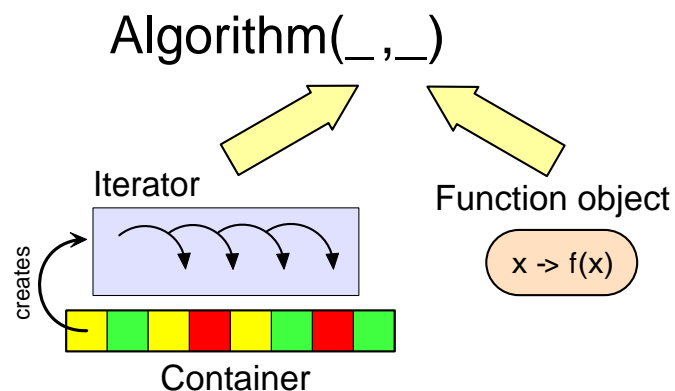 Algorithm(_,_)
Iterator
Function object
x -> f(x)
creates
Container